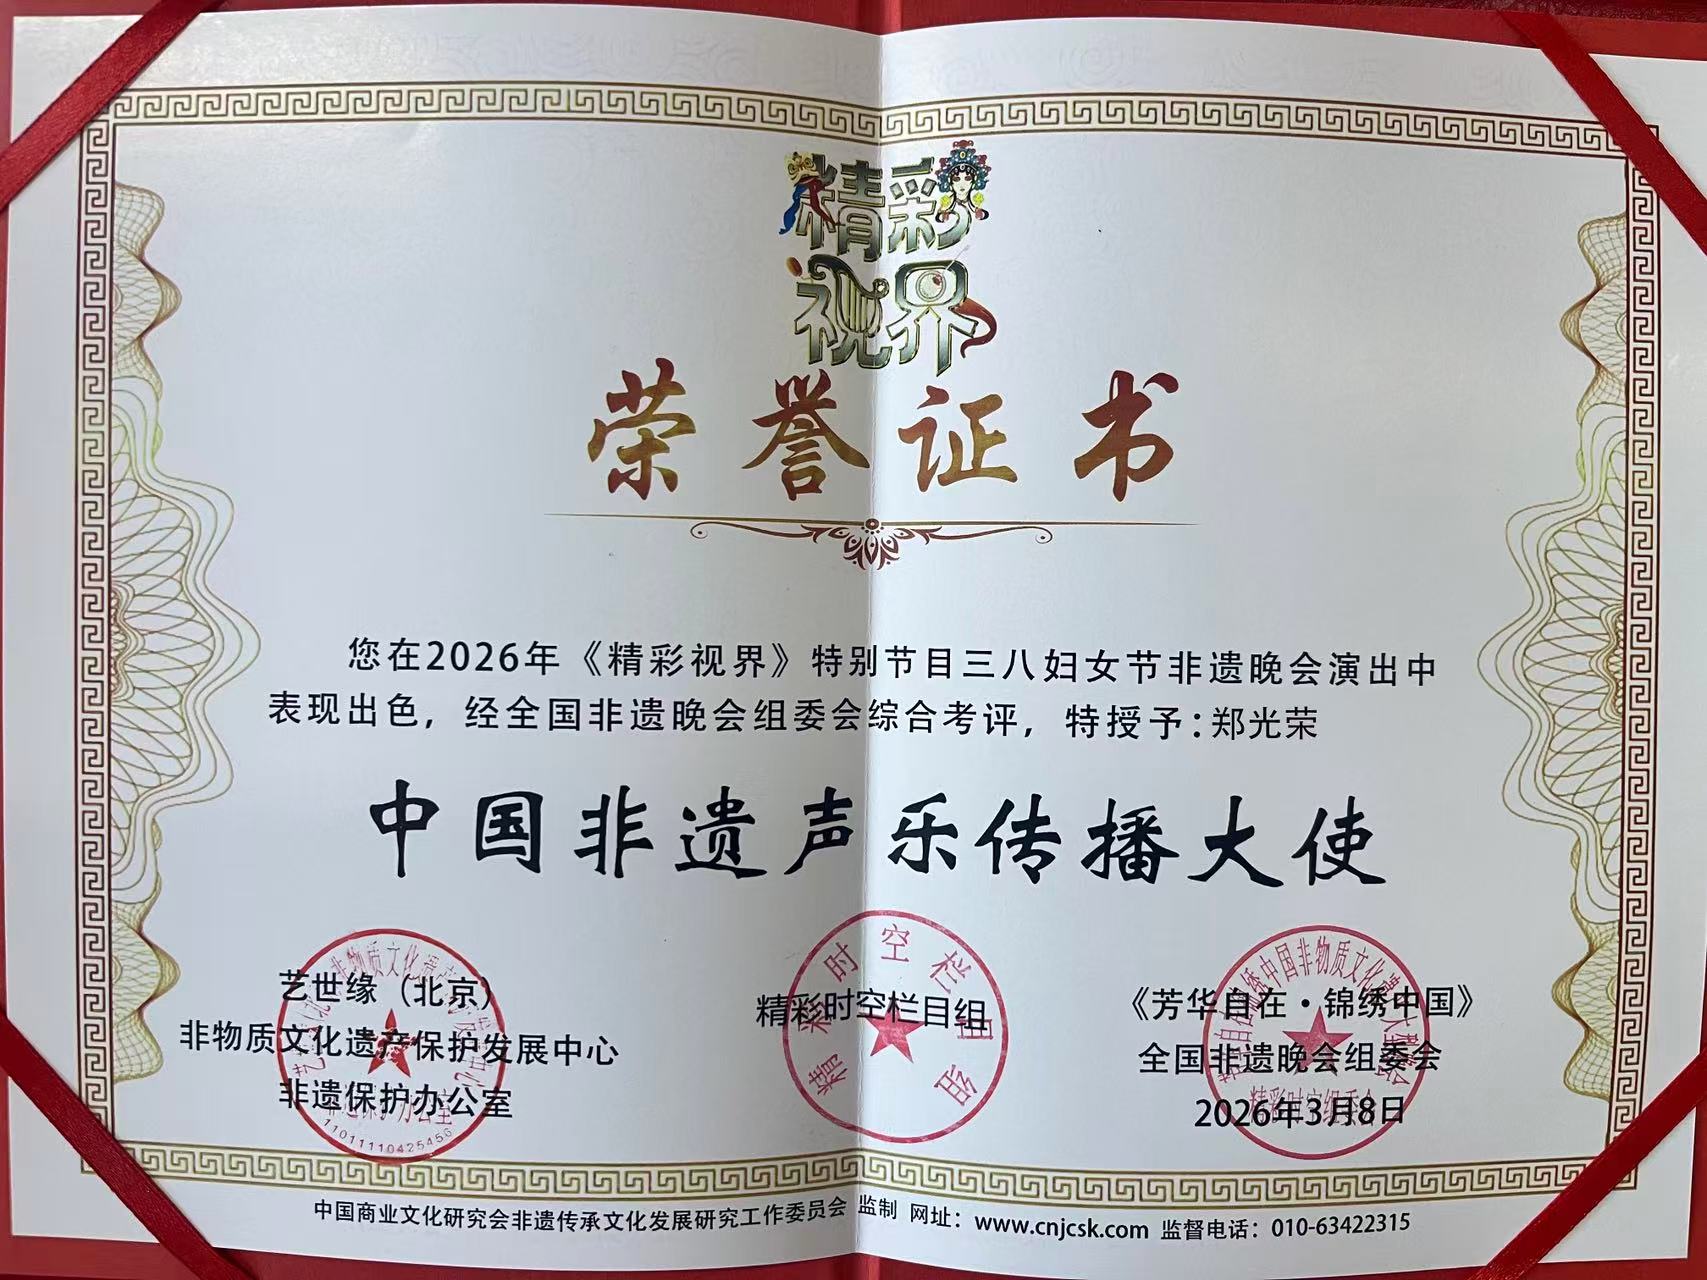 精彩
视界
荣誉证书
您在2026年《精彩视界》特别节目三八妇女节非遗晚会演出中
表现出色，经全国非遗晚会组委会综合考评，特授予：郑光荣
中国非遗声乐传播大使
艺世缘（北京）
非物质文化遗产保护发展中心
非遗保护办公室
11011110425456
精彩时空栏目组
精彩时空栏目组
《芳华自在·锦绣中国》
全国非遗晚会组委会
2026年3月8日
中国商业文化研究会非遗传承文化发展研究工作委员会 监制 网址：www.cnjcsk.com 监督电话：010-63422315